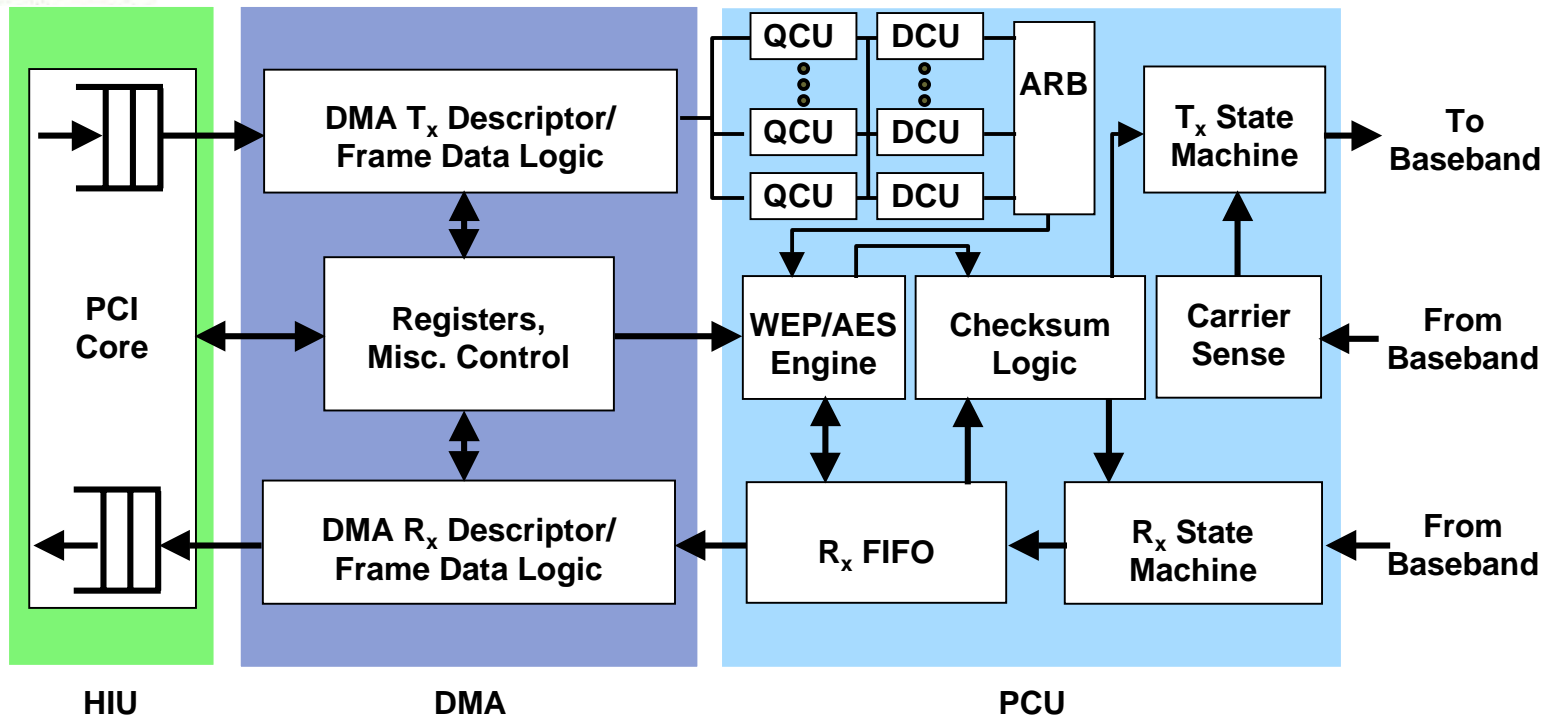 QCU
DCU
ARB
DMA Tx Descriptor/
Frame Data Logic
QCU
DCU
Tx State
Machine
To
Baseband
QCU
DCU
PCI
Core
Registers,
Misc. Control
WEP/AES
Engine
Checksum
Logic
Carrier
Sense
From
Baseband
DMA Rx Descriptor/
Frame Data Logic
Rx FIFO
Rx State
Machine
From
Baseband
HIU
DMA
PCU